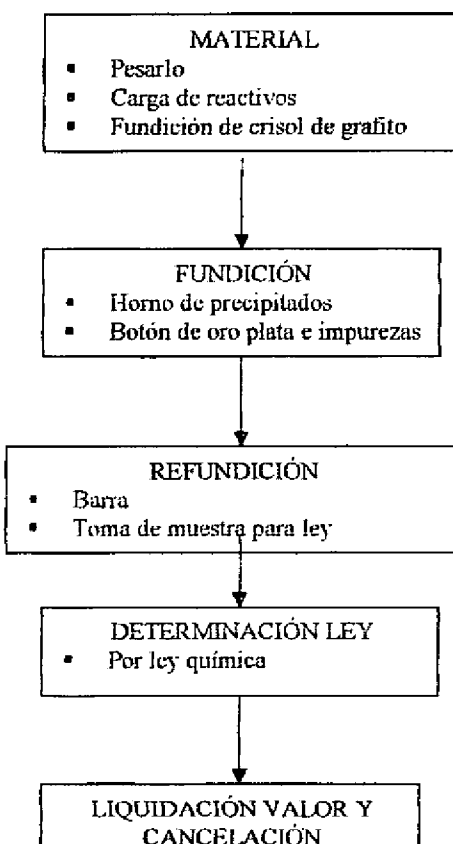 MATERIAL
▪ Pesarlo
▪ Carga de reactivos
▪ Fundición de crisol de grafito
FUNDICIÓN
▪ Horno de precipitados
▪ Botón de oro plata e impurezas
REFUNDICIÓN
▪ Barra
▪ Toma de muestra para ley
DETERMINACIÓN LEY
▪ Por ley química
LIQUIDACIÓN VALOR Y
CANCELACIÓN